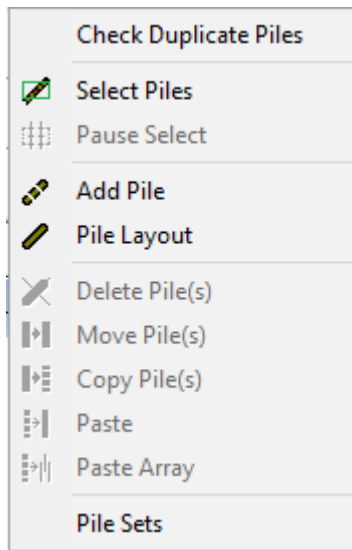 Check Duplicate Piles
Select Piles
Pause Select
Add Pile
Pile Layout
Delete Pile(s)
Move Pile(s)
Copy Pile(s)
Paste
Paste Array
Pile Sets